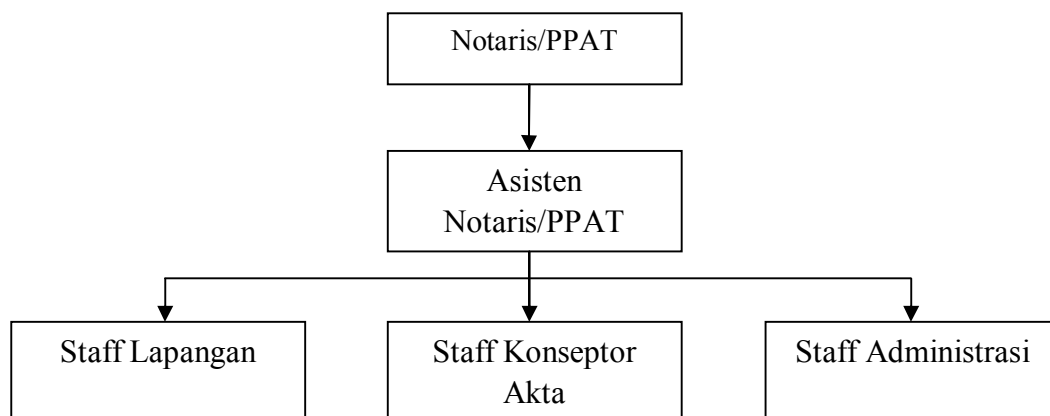 Notaris/PPAT
Asisten
Notaris/PPAT
Staff Lapangan
Staff Konseptor
Akta
Staff Administrasi